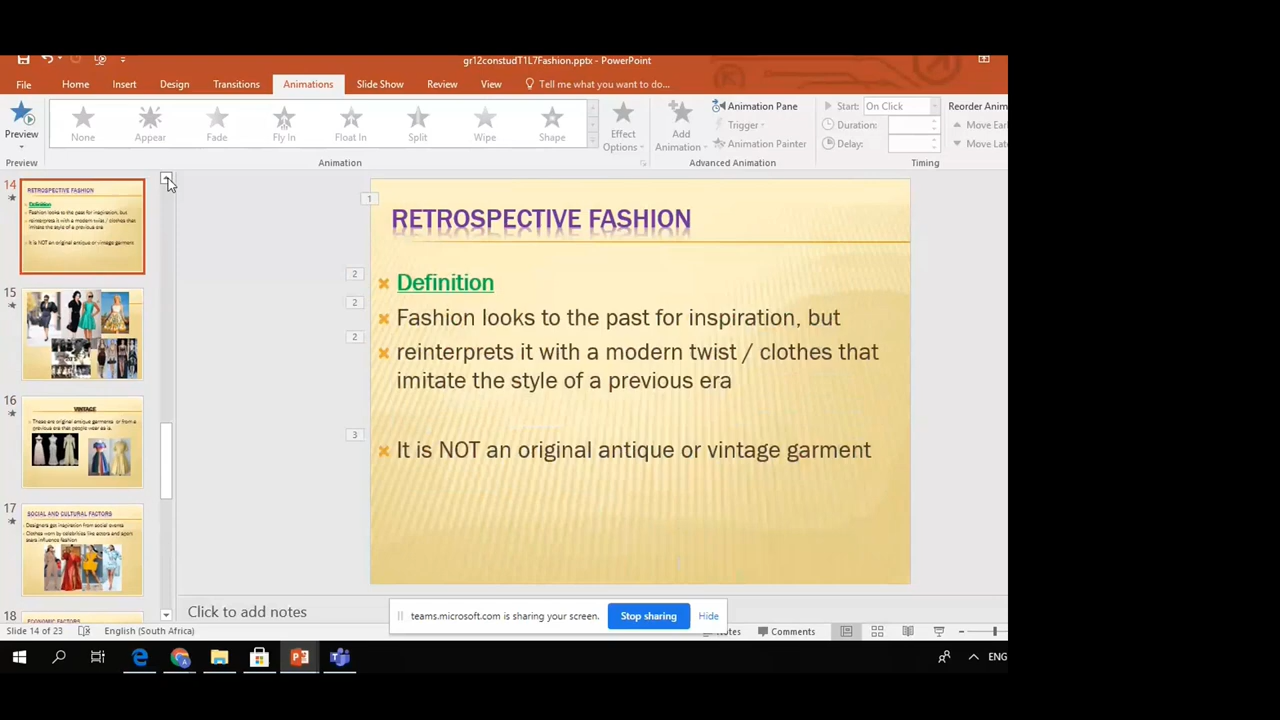 gr12constudT1L7Fashion.pptx - PowerPoint
File Home Insert Design Transitions Animations Slide Show Review View Tell me what you want to do...
Preview
None Appear Fade Fly In Float In Split Wipe Shape
Effect Options
Add Animation
Animation Pane
Trigger
Animation Painter
Start: On Click
Duration:
Delay:
Reorder Anim
Move Earl
Move Late
Preview Animation Advanced Animation Timing
14
RETROSPECTIVE FASHION
Definition
Fashion looks to the past for inspiration, but
reinterprets it with a modern twist / clothes that
imitate the style of a previous era
It is NOT an original antique or vintage garment
15
16
VINTAGE
These are original antique garments or from a
previous era that people wear as is.
17
SOCIAL AND CULTURAL FACTORS
Designers get inspiration from social events
Clothes worn by celebrities like actors and sport
stars influence fashion
18
ECONOMIC FACTORS
1
RETROSPECTIVE FASHION
2
Definition
2
Fashion looks to the past for inspiration, but
2
reinterprets it with a modern twist / clothes that
imitate the style of a previous era
3
It is NOT an original antique or vintage garment
Click to add notes
teams.microsoft.com is sharing your screen. Stop sharing Hide
Slide 14 of 23 English (South Africa) Notes Comments
ENG